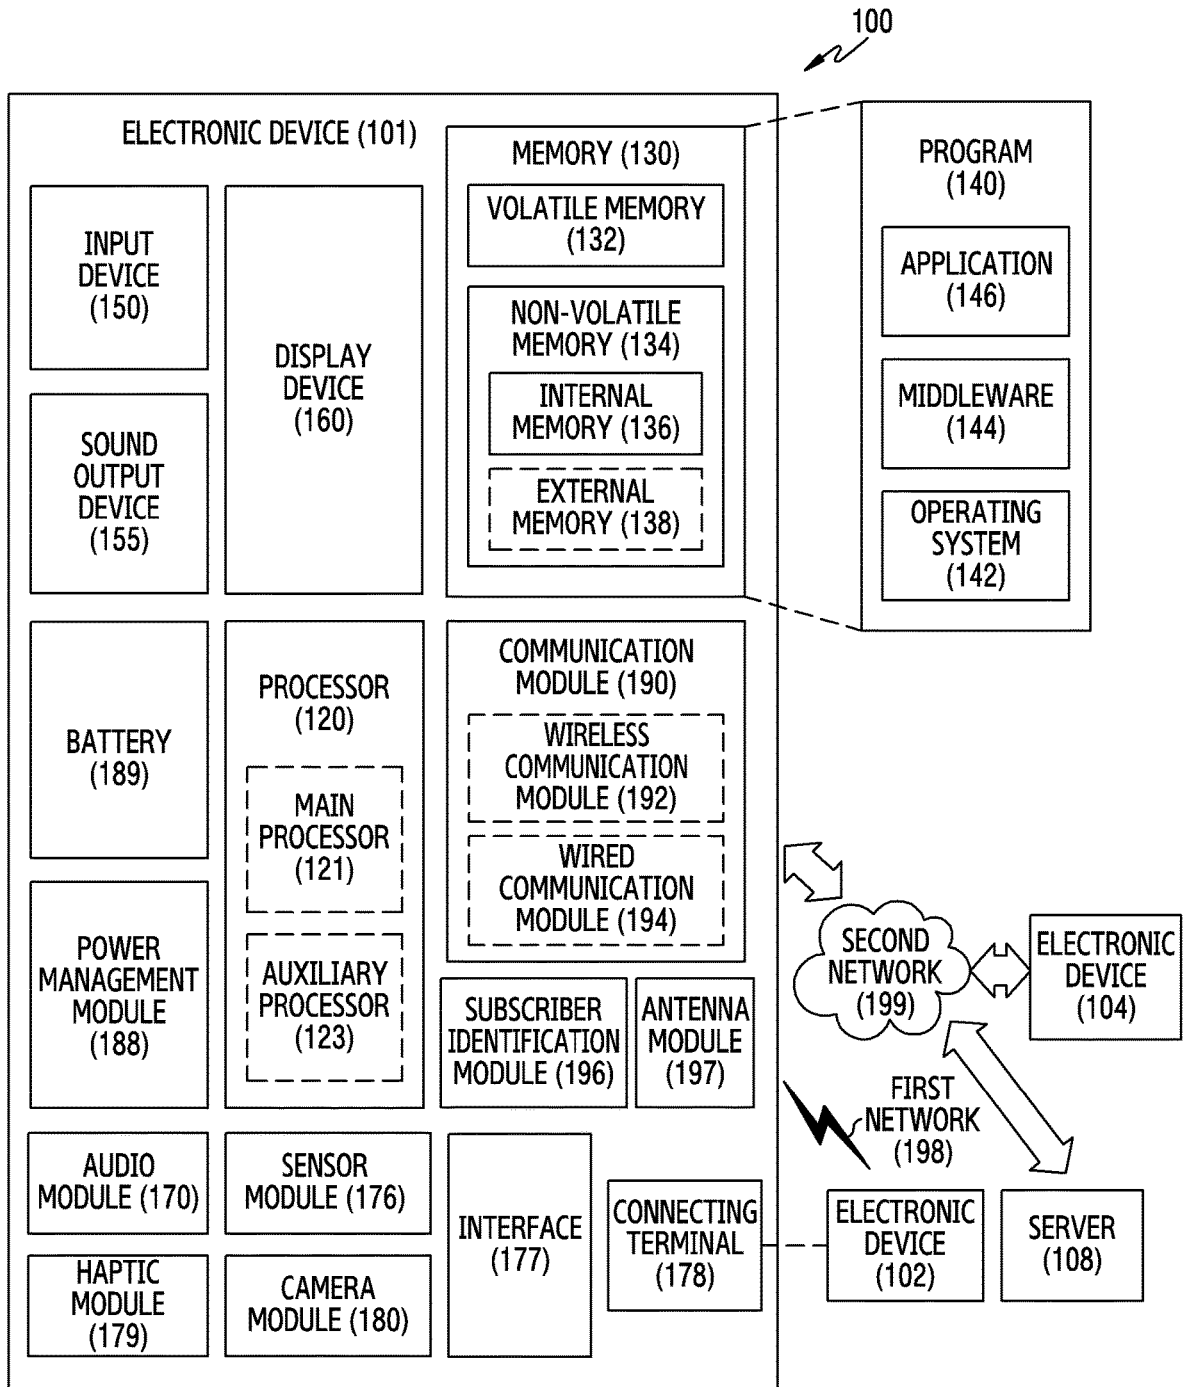 100
ELECTRONIC DEVICE (101)
INPUT
DEVICE
(150)
SOUND
OUTPUT
DEVICE
(155)
DISPLAY
DEVICE
(160)
MEMORY (130)
VOLATILE MEMORY
(132)
NON-VOLATILE
MEMORY (134)
INTERNAL
MEMORY (136)
EXTERNAL
MEMORY (138)
PROGRAM
(140)
APPLICATION
(146)
MIDDLEWARE
(144)
OPERATING
SYSTEM
(142)
BATTERY
(189)
POWER
MANAGEMENT
MODULE
(188)
PROCESSOR
(120)
MAIN
PROCESSOR
(121)
AUXILIARY
PROCESSOR
(123)
COMMUNICATION
MODULE (190)
WIRELESS
COMMUNICATION
MODULE (192)
WIRED
COMMUNICATION
MODULE (194)
SUBSCRIBER
IDENTIFICATION
MODULE (196)
ANTENNA
MODULE
(197)
SECOND
NETWORK
(199)
ELECTRONIC
DEVICE
(104)
FIRST
NETWORK
(198)
AUDIO
MODULE (170)
SENSOR
MODULE (176)
HAPTIC
MODULE
(179)
CAMERA
MODULE (180)
INTERFACE
(177)
CONNECTING
TERMINAL
(178)
ELECTRONIC
DEVICE
(102)
SERVER
(108)